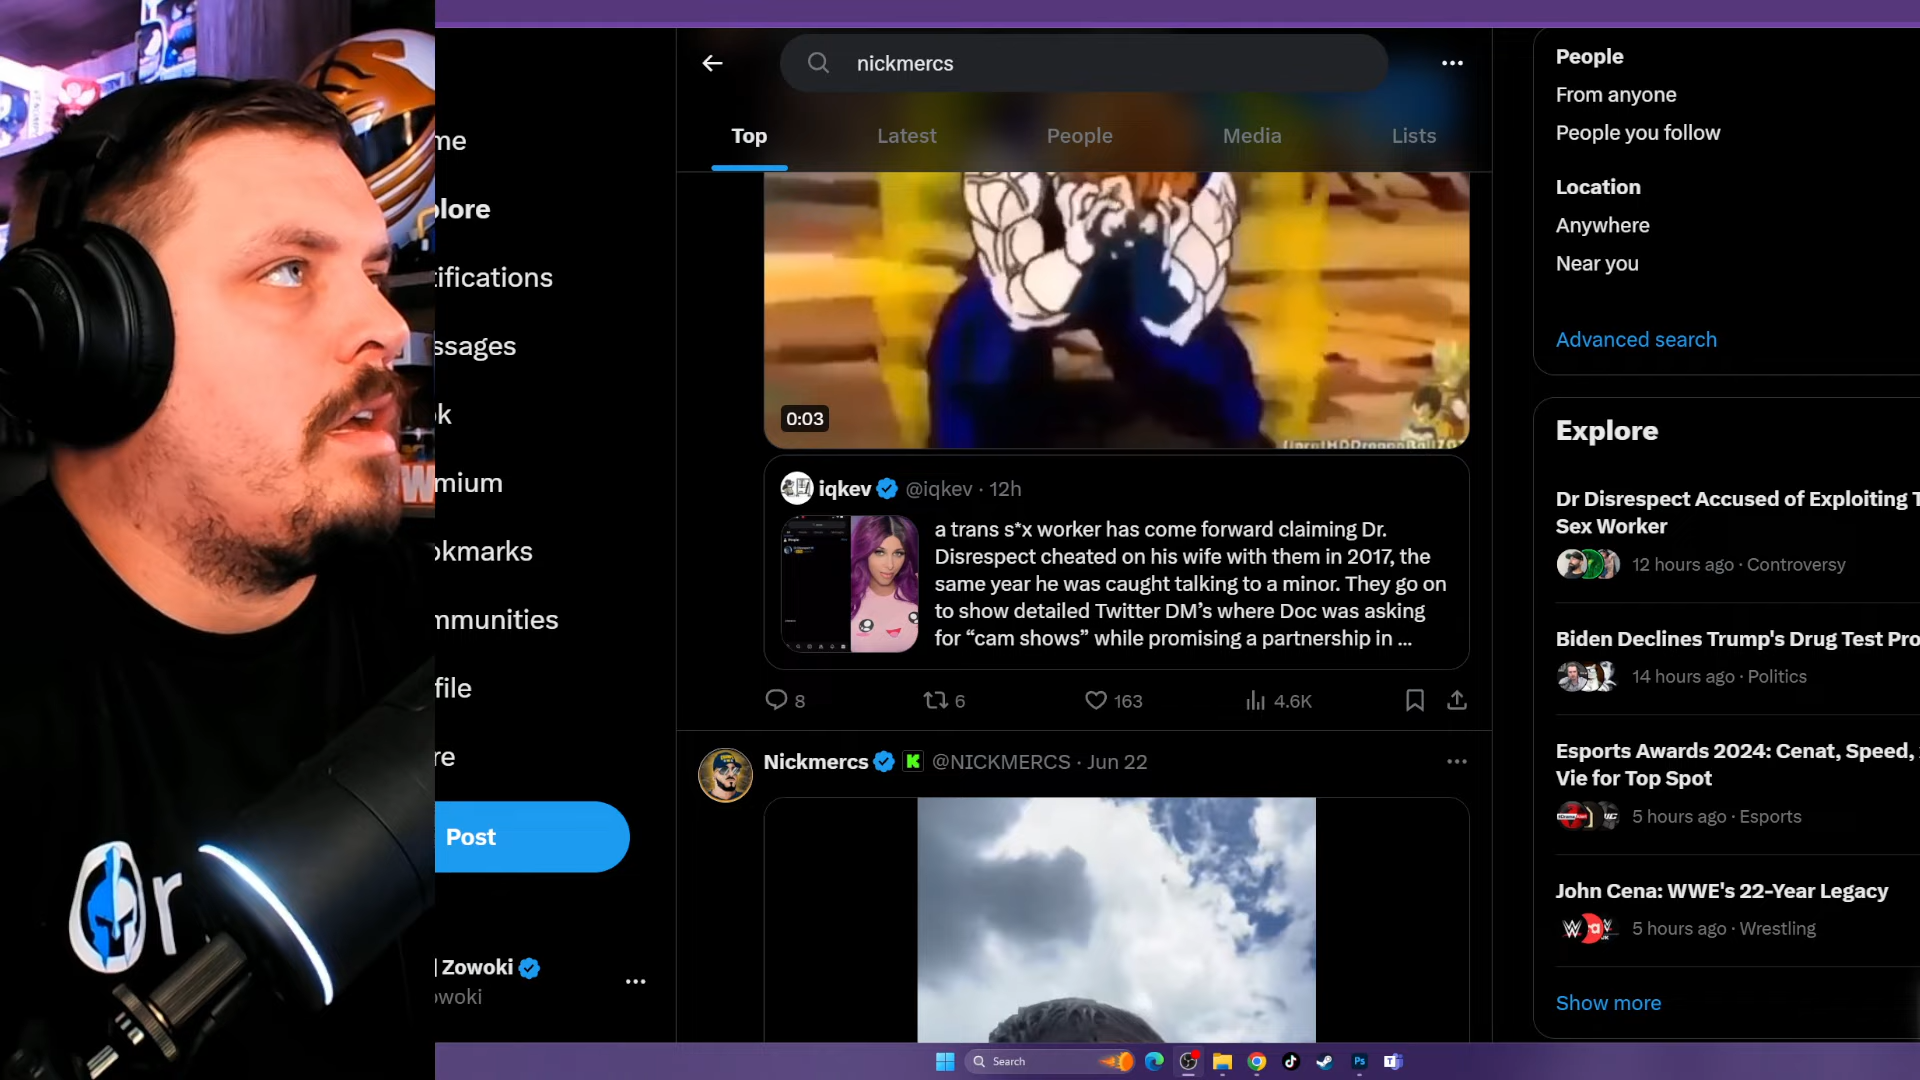 nickmercs
Top
Latest
People
Media
Lists
me
plore
tifications
ssages
k
mium
okmarks
mmunities
file
re
Post
Zowoki
owoki
0:03
iqkev @iqkev · 12h
a trans s*x worker has come forward claiming Dr.
Disrespect cheated on his wife with them in 2017, the
same year he was caught talking to a minor. They go on
to show detailed Twitter DM’s where Doc was asking
for “cam shows” while promising a partnership in ...
8
6
163
4.6K
Nickmercs K @NICKMERCS · Jun 22
People
From anyone
People you follow
Location
Anywhere
Near you
Advanced search
Explore
Dr Disrespect Accused of Exploiting T
Sex Worker
12 hours ago · Controversy
Biden Declines Trump's Drug Test Pro
14 hours ago · Politics
Esports Awards 2024: Cenat, Speed,
Vie for Top Spot
5 hours ago · Esports
John Cena: WWE's 22-Year Legacy
5 hours ago · Wrestling
Show more
Search
Ps
r
W